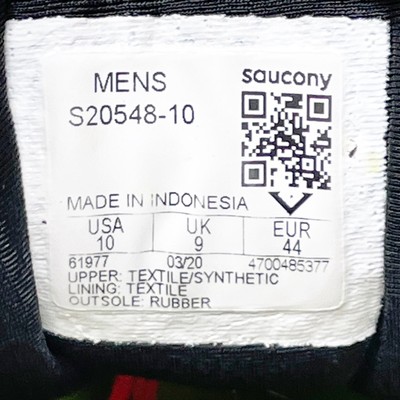 MENS
saucony
S20548-10
MADE IN INDONESIA
USA UK EUR
10 9 44
61977 03/20 4700485377
UPPER: TEXTILE/SYNTHETIC
LINING: TEXTILE
OUTSOLE: RUBBER